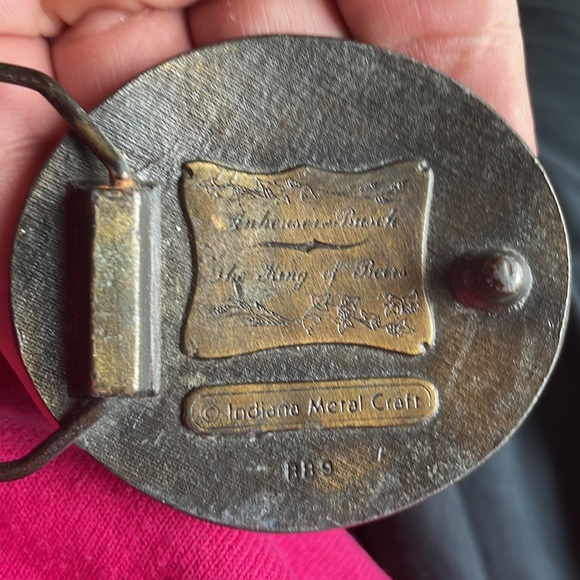 Anheuser-Busch
The King of Beers
© Indiana Metal Craft
BB9